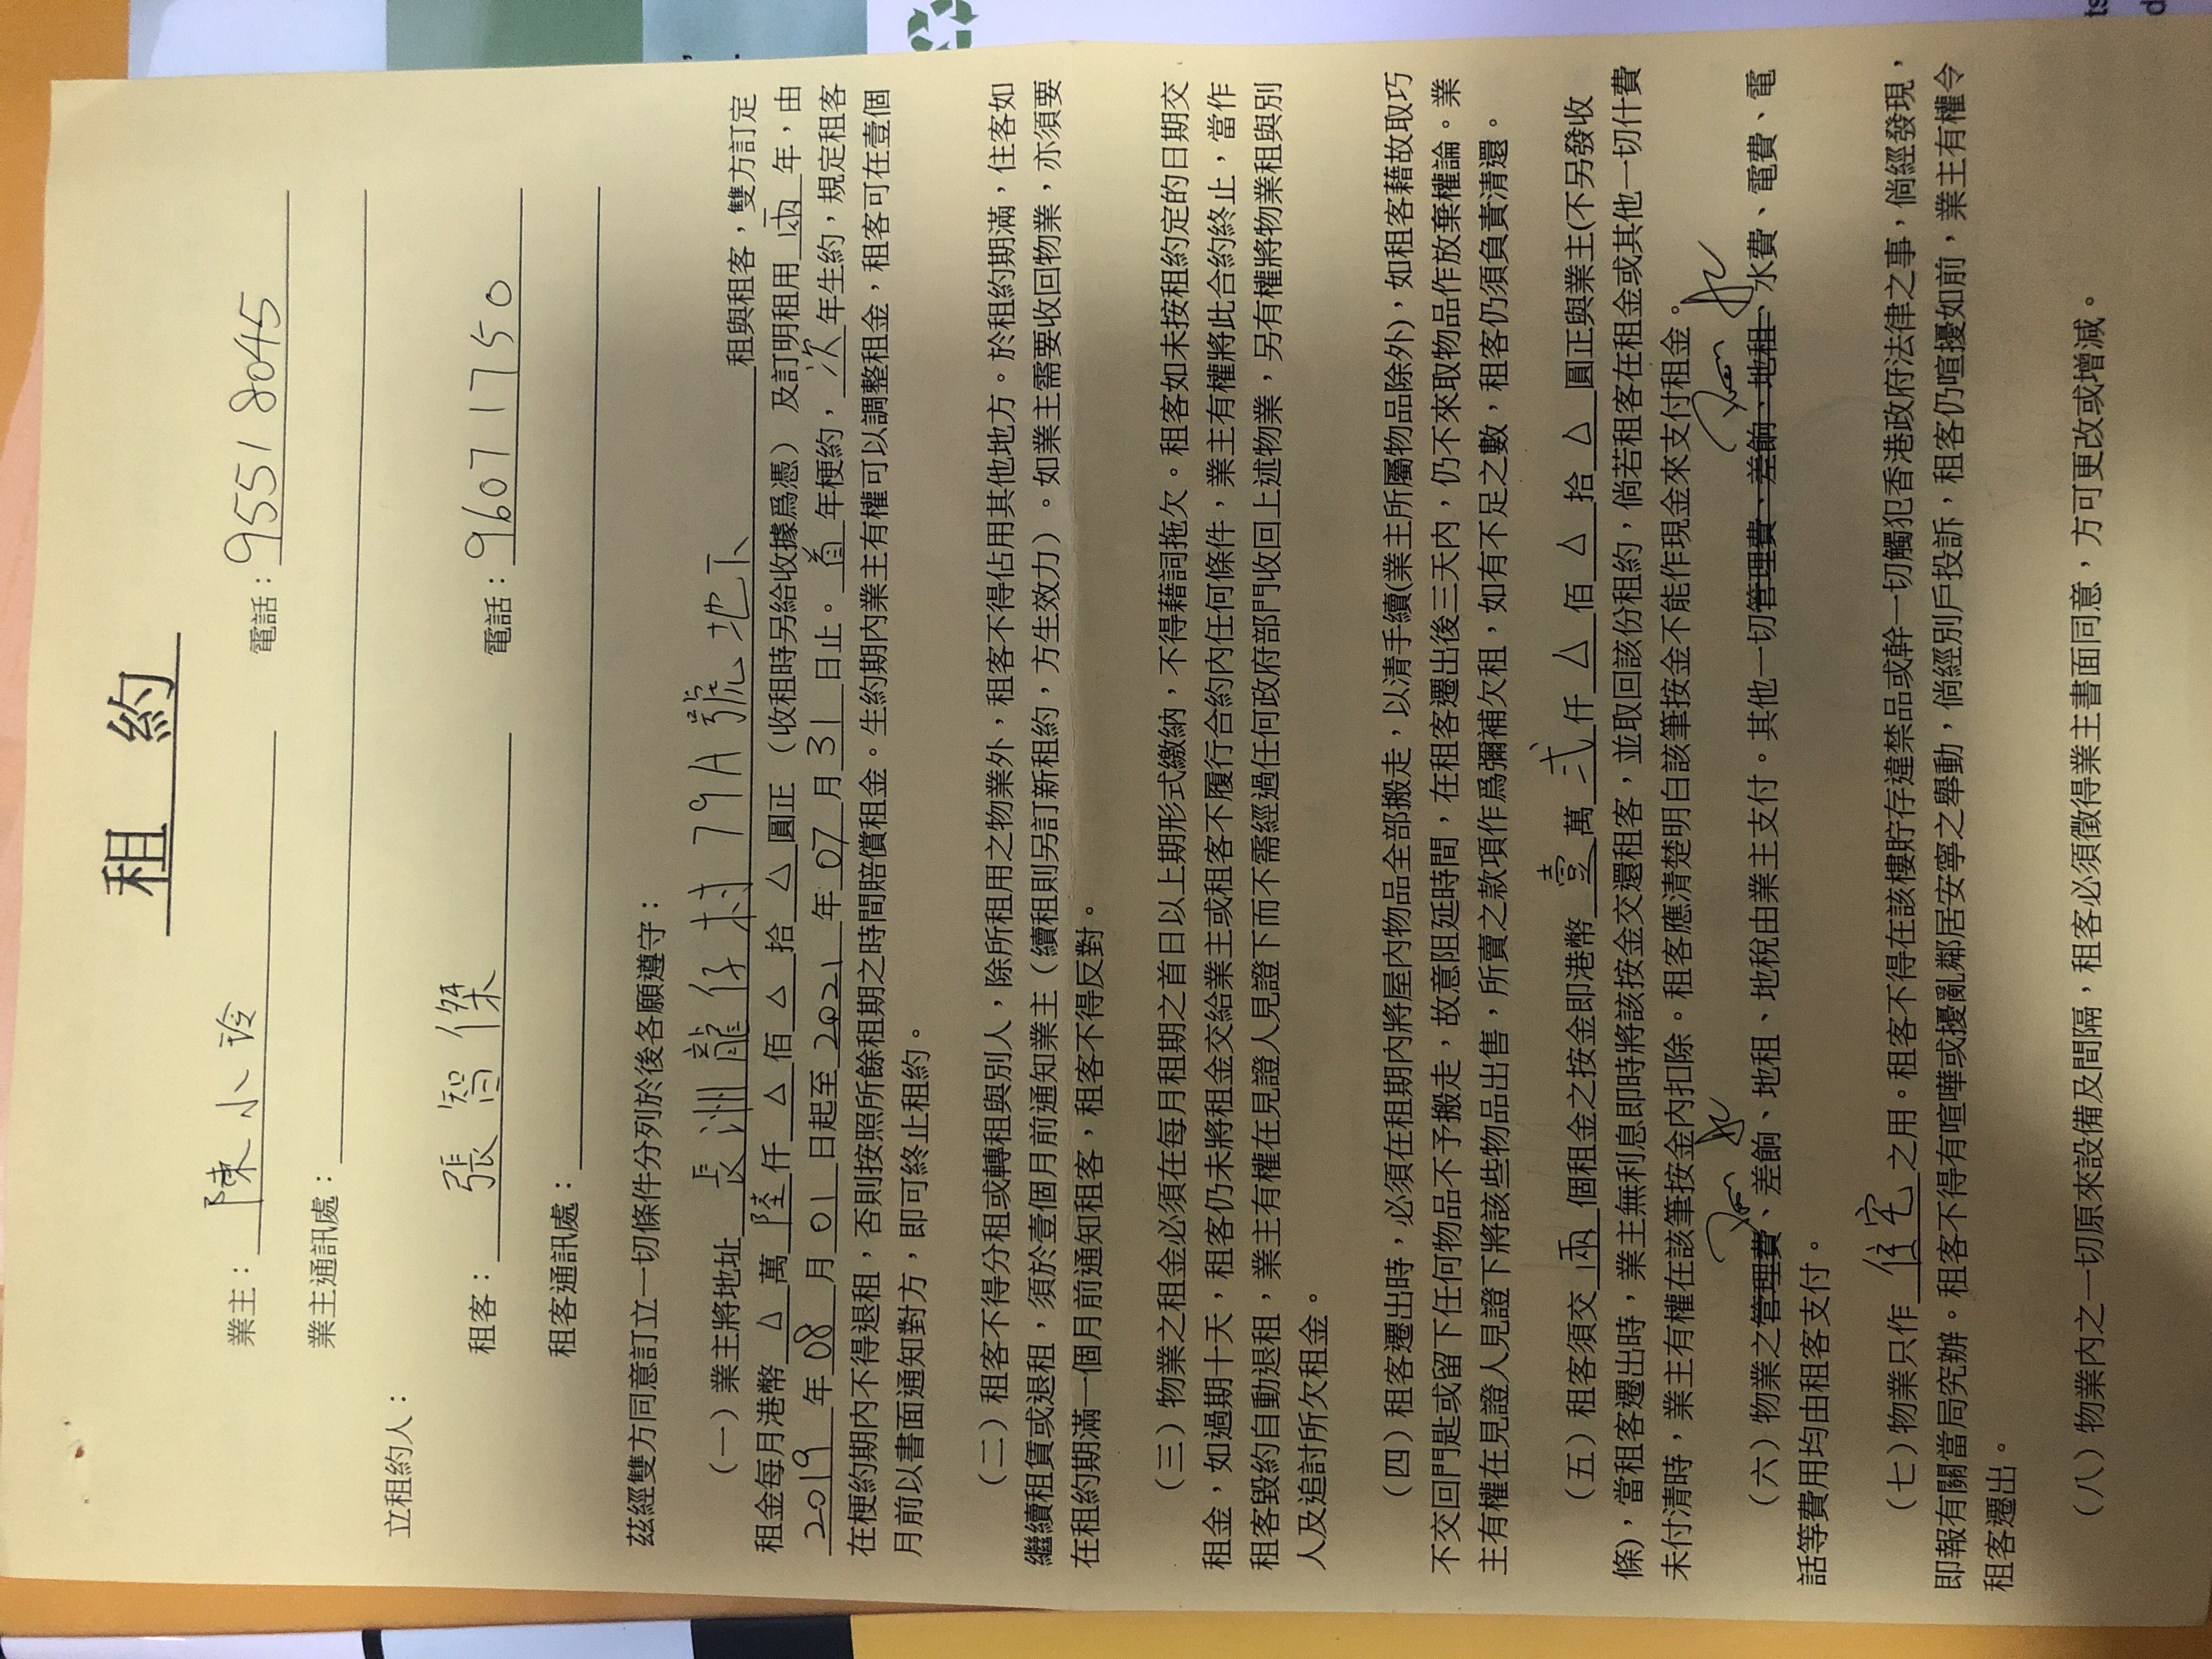 租約
業主：陳小玲 電話：9551 8045
業主通訊處：
立租約人：
租客：張智傑 電話：9607 1750
租客通訊處：
茲經雙方同意訂立一切條件分列於後各願遵守：
（一）業主將地址 長洲龍仔村79A號地下 租與租客，雙方訂定
租金每月港幣 △ 萬 陸 仟 △ 佰 △ 拾 △ 圓正（收租時另給收據爲憑）及訂明租用 兩 年，由
2019 年 08 月 01 日起至 2021 年 07 月 31 日止。首 年梗約，次 年生約，規定租客
在梗約期內不得退租，否則按照所餘租期之時間賠償租金。生約期內業主有權可以調整租金，租客可在壹個
月前以書面通知對方，即可終止租約。
（二）租客不得分租或轉租與別人，除所租用之物業外，租客不得佔用其他地方。於租約期滿，住客如
繼續租賃或退租，須於壹個月前通知業主（續租則另訂新租約，方生效力）。如業主需要收回物業，亦須要
在租約期滿一個月前通知租客，租客不得反對。
（三）物業之租金必須在每月租期之首日以上期形式繳納，不得藉詞拖欠。租客如未按租約定的日期交
租金，如過期十天，租客仍未將租金交給業主或租客不履行合約內任何條件，業主有權將此合約終止，當作
租客毀約自動退租，業主有權在見證人見證下而不需經過任何政府部門收回上述物業，另有權將物業租與別
人及追討所欠租金。
（四）租客遷出時，必須在租期內將屋內物品全部搬走，以清手續(業主所屬物品除外)，如租客藉故取巧
不交回門匙或留下任何物品不予搬走，故意阻延時間，在租客遷出後三天內，仍不來取物品作放棄權論。業
主有權在見證人見證下將該些物品出售，所賣之款項作爲彌補欠租，如有不足之數，租客仍須負責清還。
（五）租客須交 兩 個租金之按金即港幣 壹 萬 弍 仟 △ 佰 △ 拾 △ 圓正與業主(不另發收
條)，當租客遷出時，業主無利息即時將該按金交還租客，並取回該份租約，倘若租客在租金或其他一切什費
未付清時，業主有權在該筆按金內扣除。租客應清楚明白該筆按金不能作現金來支付租金。
（六）物業之管理費、差餉、地租、地稅由業主支付。其他一切管理費、差餉、地租、水費、電費、電
話等費用均由租客支付。
（七）物業只作 住宅 之用。租客不得在該樓貯存違禁品或幹一切觸犯香港政府法律之事，倘經發現，
即報有關當局究辦。租客不得有喧嘩或擾亂鄰居安寧之舉動，倘經別戶投訴，租客仍喧擾如前，業主有權令
租客遷出。
（八）物業內之一切原來設備及間隔，租客必須徵得業主書面同意，方可更改或增減。